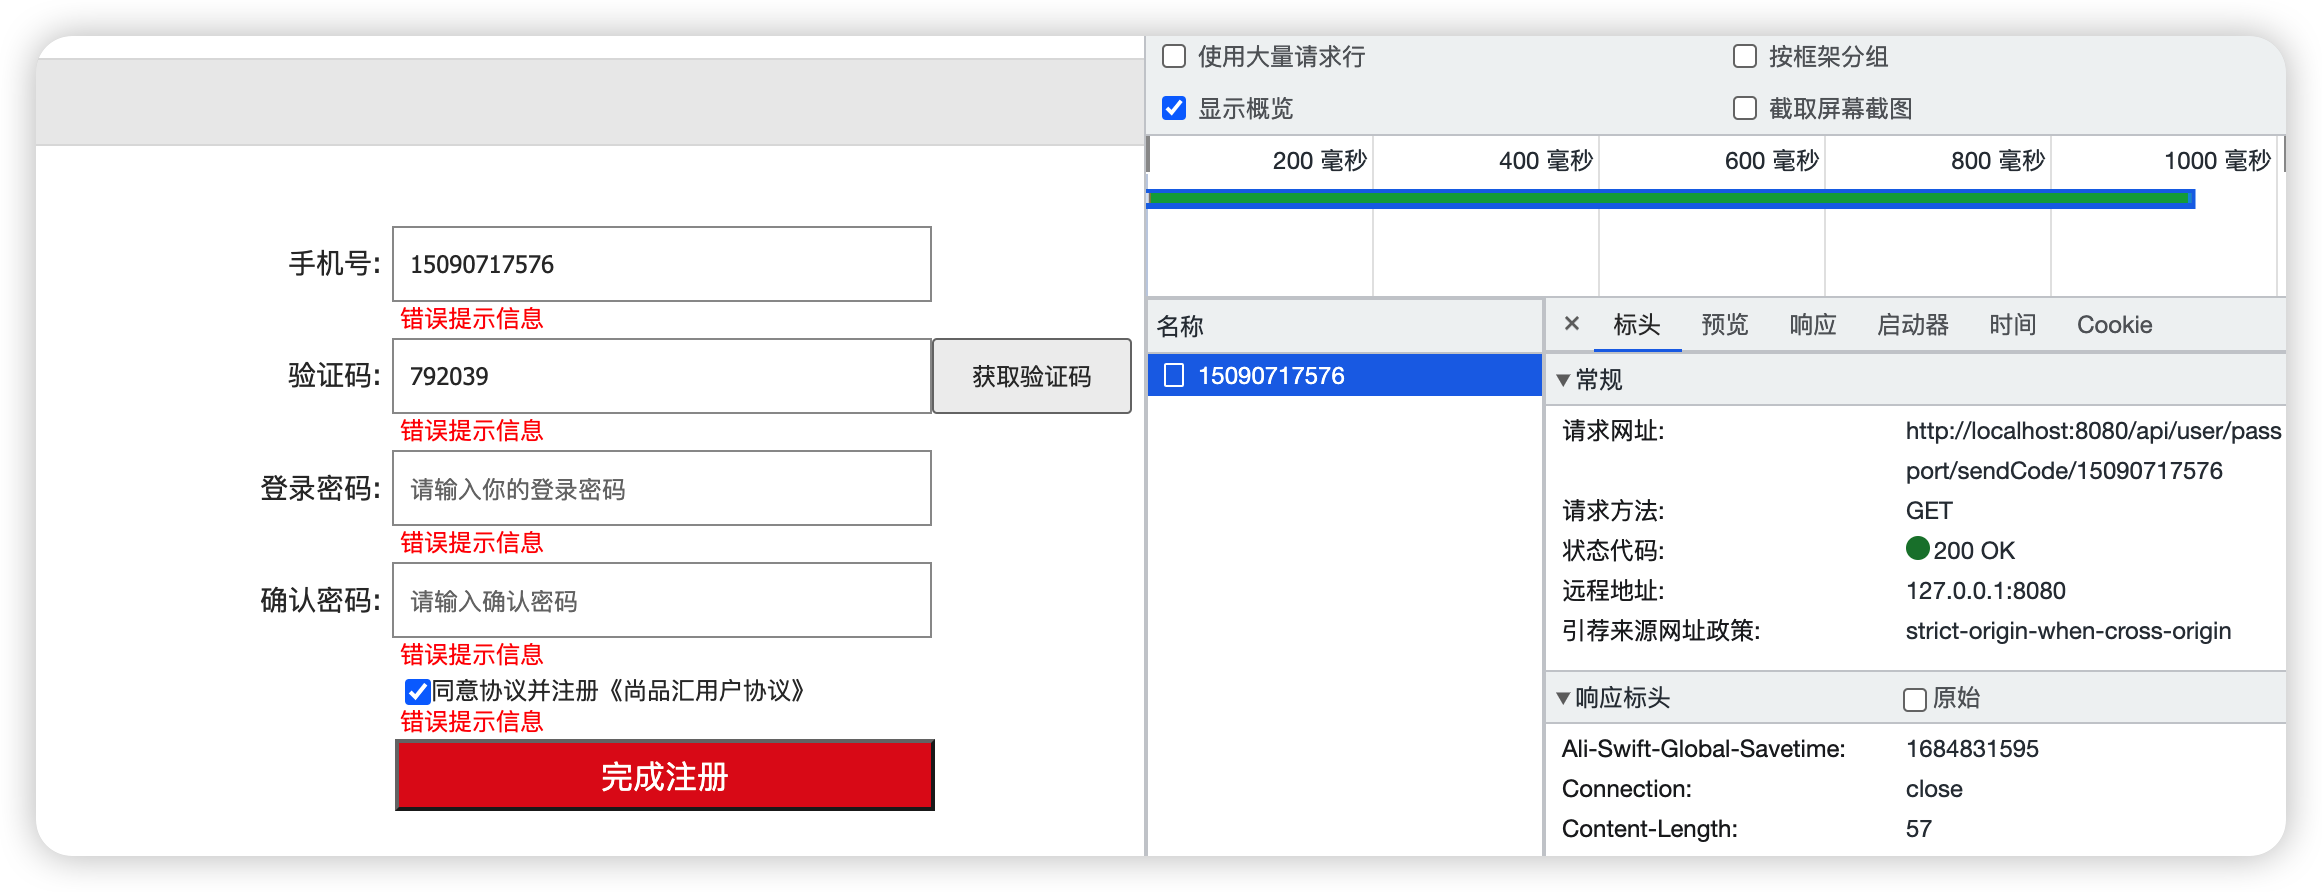 手机号:
15090717576
错误提示信息
验证码:
792039
获取验证码
错误提示信息
登录密码:
请输入你的登录密码
错误提示信息
确认密码:
请输入确认密码
错误提示信息
同意协议并注册《尚品汇用户协议》
错误提示信息
完成注册
使用大量请求行
按框架分组
显示概览
截取屏幕截图
200 毫秒
400 毫秒
600 毫秒
800 毫秒
1000 毫秒
名称
15090717576
× 标头 预览 响应 启动器 时间 Cookie
▼常规
请求网址: http://localhost:8080/api/user/pass
port/sendCode/15090717576
请求方法: GET
状态代码: 200 OK
远程地址: 127.0.0.1:8080
引荐来源网址政策: strict-origin-when-cross-origin
▼响应标头 原始
Ali-Swift-Global-Savetime: 1684831595
Connection: close
Content-Length: 57